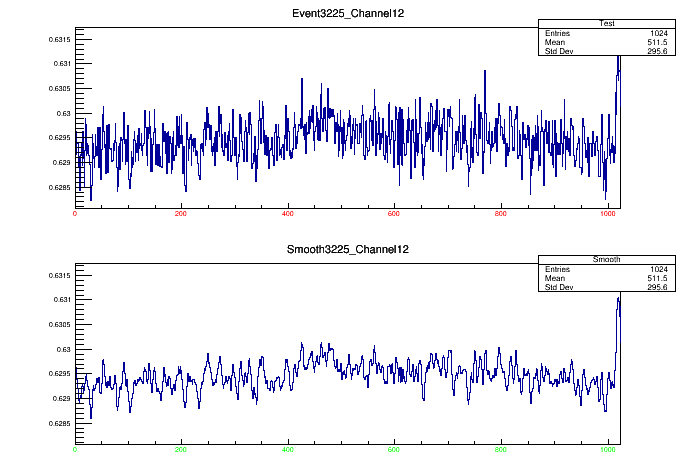 Event3225_Channel12
Test
Entries 1024
Mean 511.5
Std Dev 295.6
0.6315
0.631
0.6305
0.63
0.6295
0.629
0.6285
0 200 400 600 800 1000
Smooth3225_Channel12
Smooth
Entries 1024
Mean 511.5
Std Dev 295.6
0.6315
0.631
0.6305
0.63
0.6295
0.629
0.6285
0 200 400 600 800 1000